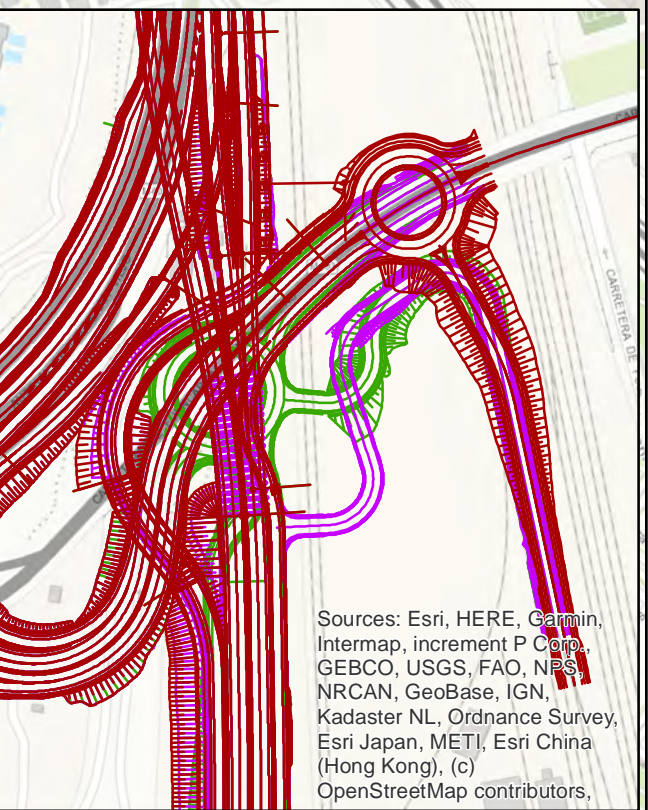 CARRETERA DE
Sources: Esri, HERE, Garmin,
Intermap, increment P Corp.,
GEBCO, USGS, FAO, NPS,
NRCAN, GeoBase, IGN,
Kadaster NL, Ordnance Survey,
Esri Japan, METI, Esri China
(Hong Kong), (c)
OpenStreetMap contributors,